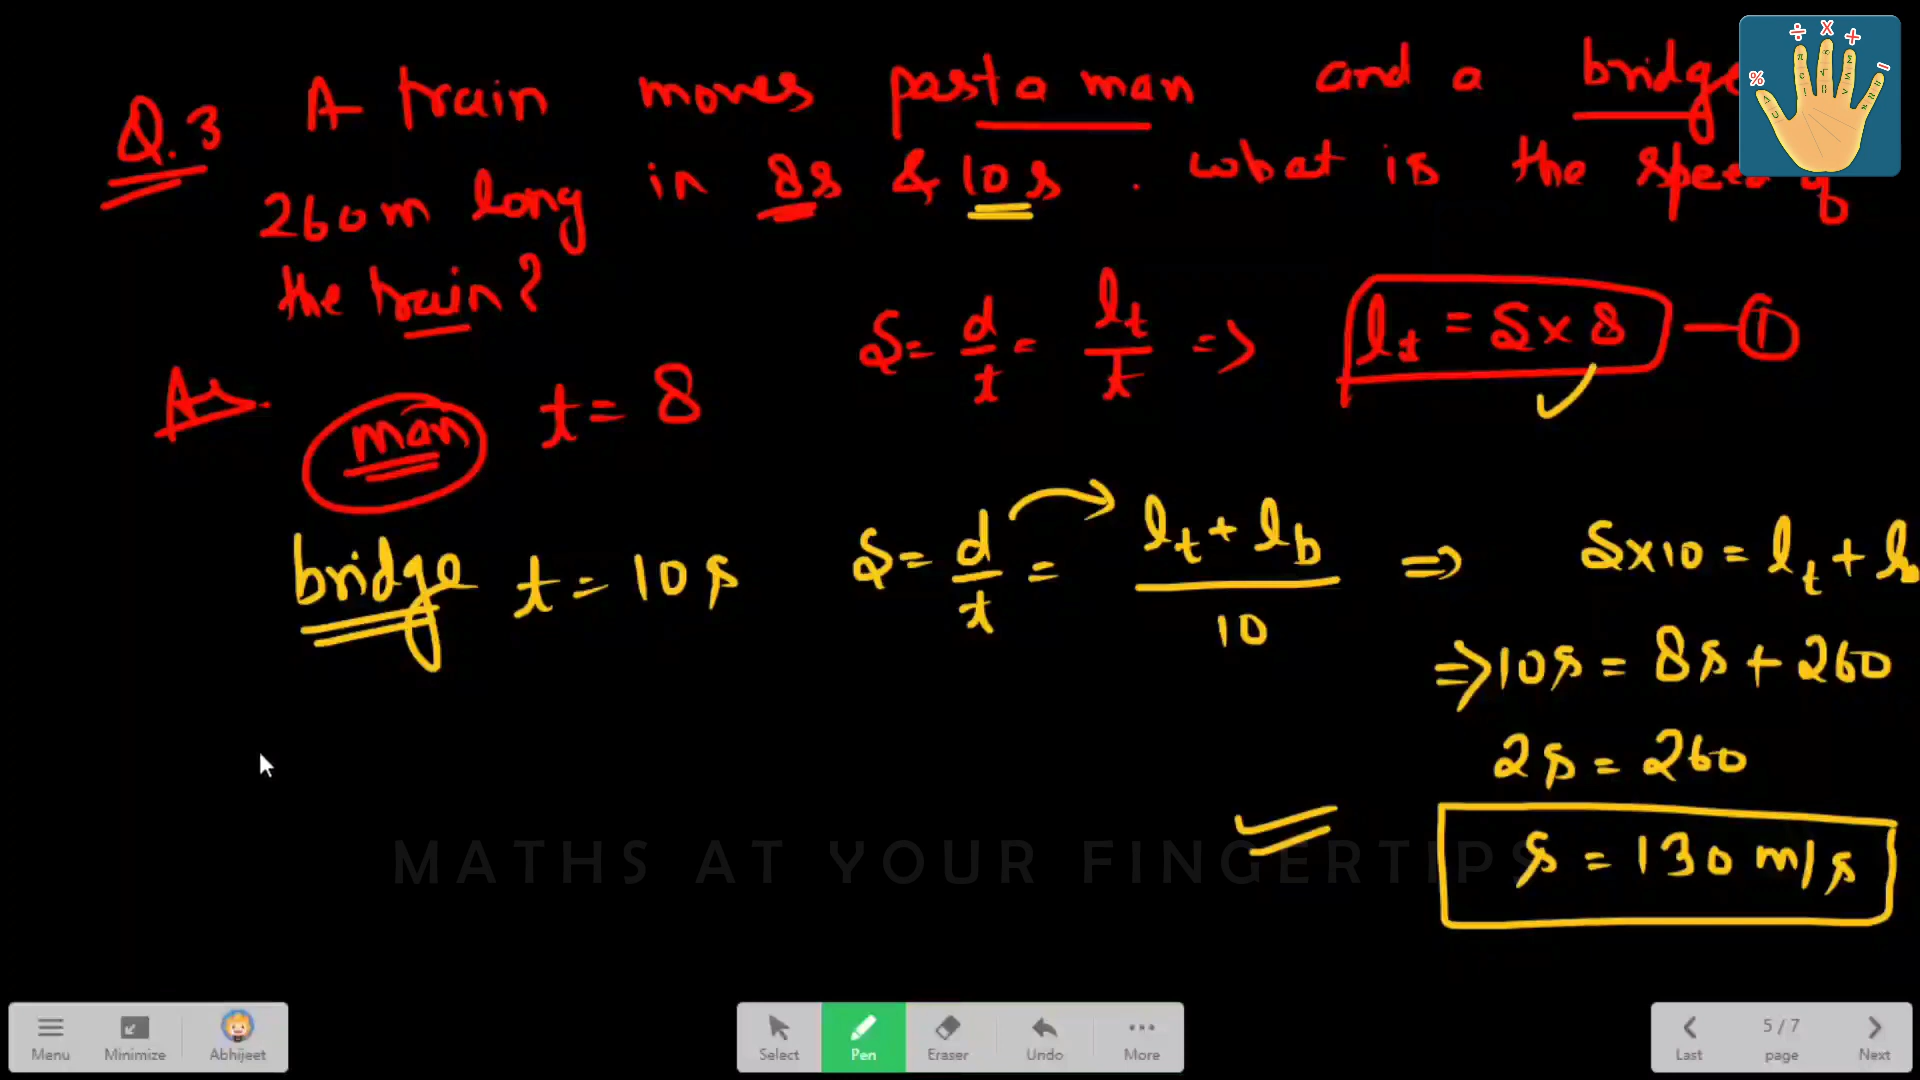 Q.3 A train moves past a man and a bridge
260m long in 8s & 10s . what is the speed of
the train?
S = d/t = lt/t => lt = S x 8 — ①
As.
man t = 8
bridge t = 10s S = d/t = lt + lb / 10 => S x 10 = lt + lb
=> 10s = 8s + 260
2s = 260
s = 130 m/s
MATHS AT YOUR FINGERTIPS
% ÷ x + −
Menu Minimize Abhijeet Select Pen Eraser Undo More Last 5 / 7 page Next